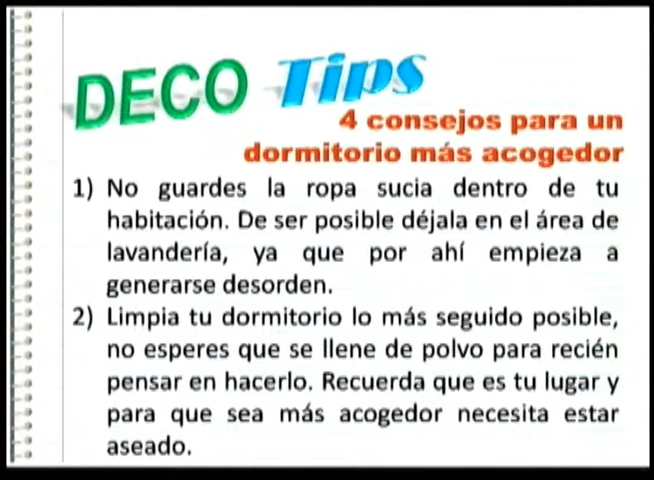 DECO Tips
4 consejos para un
dormitorio más acogedor
1) No guardes la ropa sucia dentro de tu
habitación. De ser posible déjala en el área de
lavandería, ya que por ahí empieza a
generarse desorden.
2) Limpia tu dormitorio lo más seguido posible,
no esperes que se llene de polvo para recién
pensar en hacerlo. Recuerda que es tu lugar y
para que sea más acogedor necesita estar
aseado.